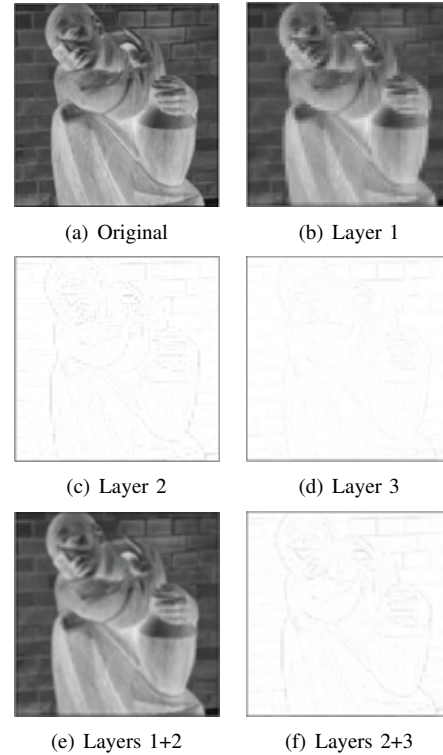 (a) Original
(b) Layer 1
(c) Layer 2
(d) Layer 3
(e) Layers 1+2
(f) Layers 2+3